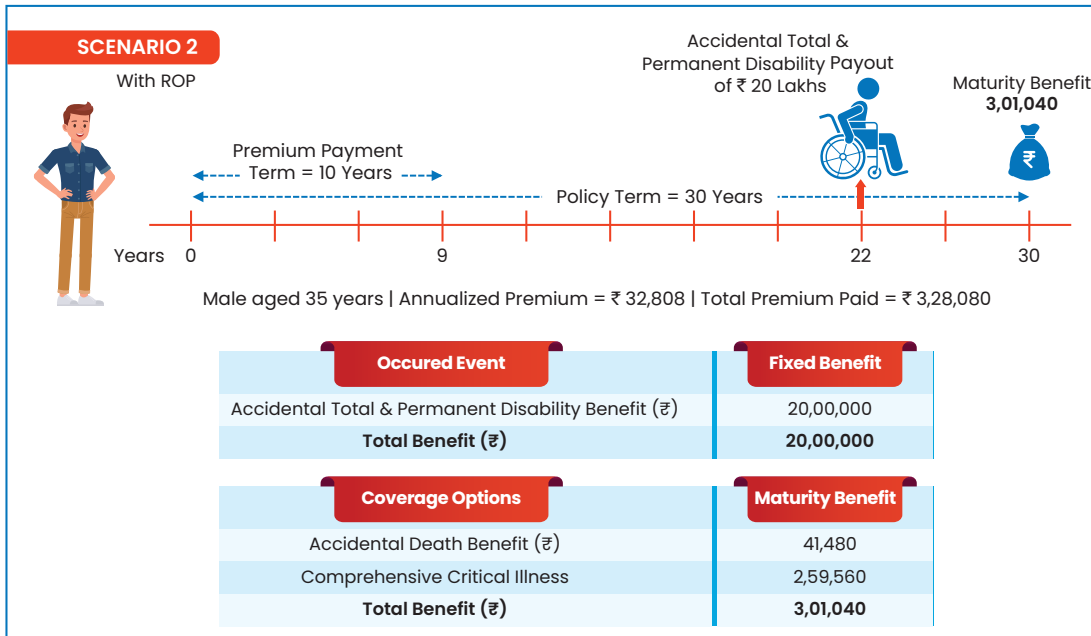 SCENARIO 2
With ROP
Accidental Total &
Permanent Disability Payout
of ₹ 20 Lakhs
Maturity Benefit
3,01,040
₹
Premium Payment
Term = 10 Years
Policy Term = 30 Years
Years 0 9 22 30
Male aged 35 years | Annualized Premium = ₹ 32,808 | Total Premium Paid = ₹ 3,28,080
Occured Event Fixed Benefit
Accidental Total & Permanent Disability Benefit (₹) 20,00,000
Total Benefit (₹) 20,00,000
Coverage Options Maturity Benefit
Accidental Death Benefit (₹) 41,480
Comprehensive Critical Illness 2,59,560
Total Benefit (₹) 3,01,040